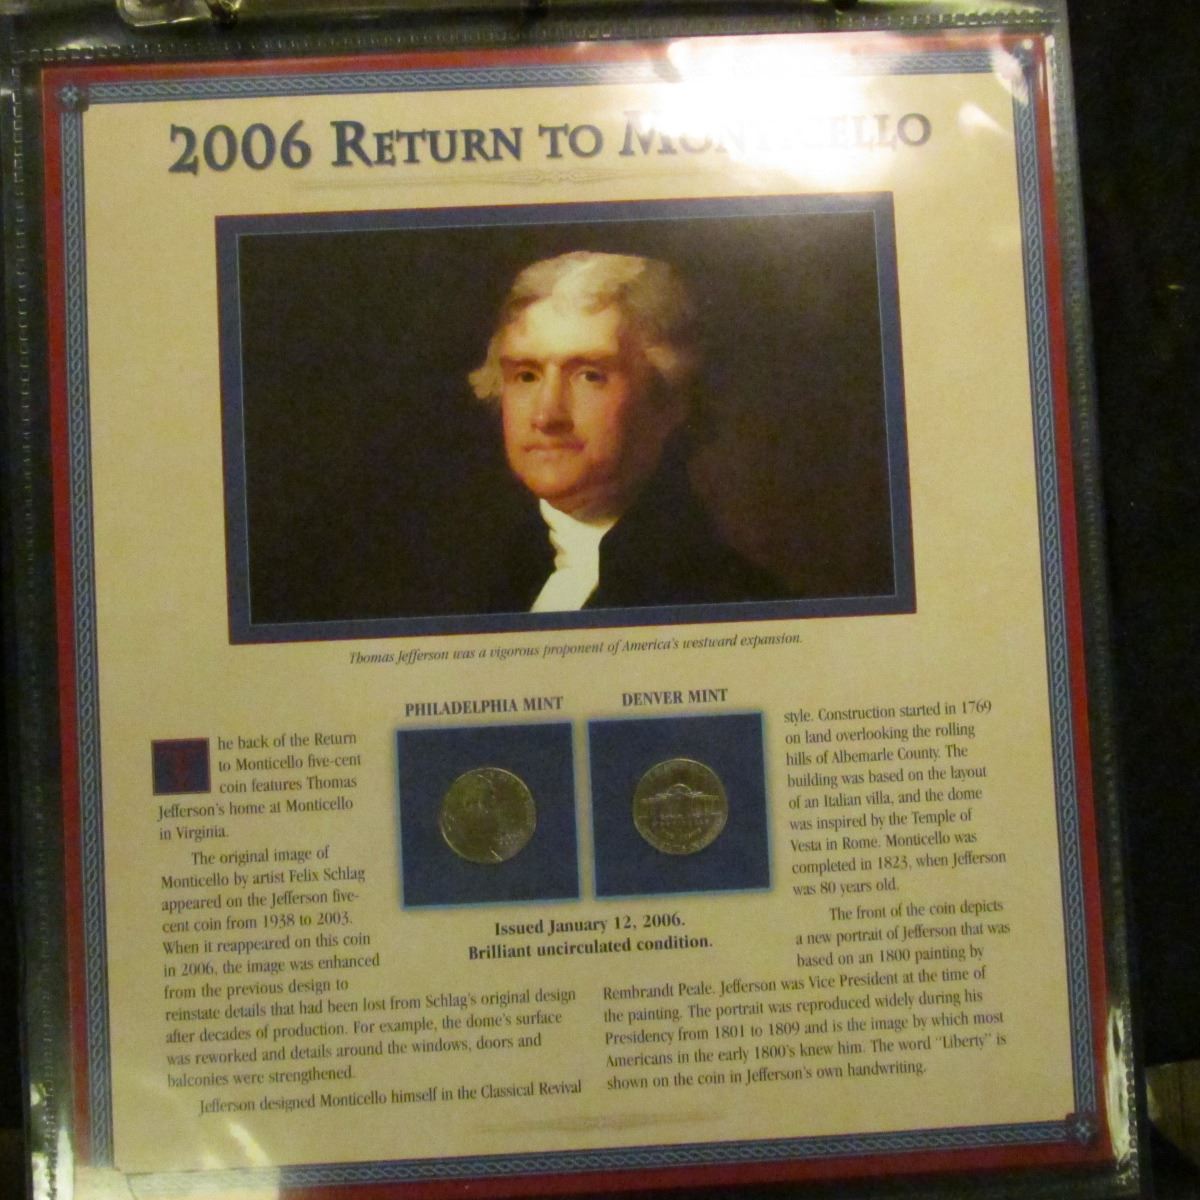 2006 RETURN TO MONTICELLO
Thomas Jefferson was a vigorous proponent of America's westward expansion.
PHILADELPHIA MINT
DENVER MINT
The back of the Return
to Monticello five-cent
coin features Thomas
Jefferson's home at Monticello
in Virginia.
The original image of
Monticello by artist Felix Schlag
appeared on the Jefferson five-
cent coin from 1938 to 2003.
When it reappeared on this coin
in 2006, the image was enhanced
from the previous design to
reinstate details that had been lost from Schlag's original design
after decades of production. For example, the dome's surface
was reworked and details around the windows, doors and
balconies were strengthened.
Jefferson designed Monticello himself in the Classical Revival
Issued January 12, 2006.
Brilliant uncirculated condition.
style. Construction started in 1769
on land overlooking the rolling
hills of Albemarle County. The
building was based on the layout
of an Italian villa, and the dome
was inspired by the Temple of
Vesta in Rome. Monticello was
completed in 1823, when Jefferson
was 80 years old.
The front of the coin depicts
a new portrait of Jefferson that was
based on an 1800 painting by
Rembrandt Peale. Jefferson was Vice President at the time of
the painting. The portrait was reproduced widely during his
Presidency from 1801 to 1809 and is the image by which most
Americans in the early 1800's knew him. The word "Liberty" is
shown on the coin in Jefferson's own handwriting.